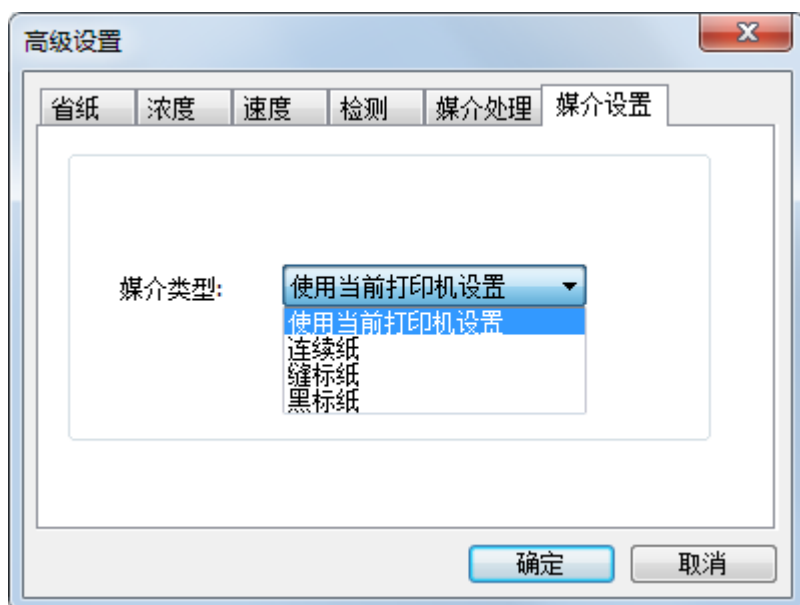 高级设置
省纸 浓度 速度 检测 媒介处理 媒介设置
媒介类型: 使用当前打印机设置
使用当前打印机设置
连续纸
缝标纸
黑标纸
确定 取消